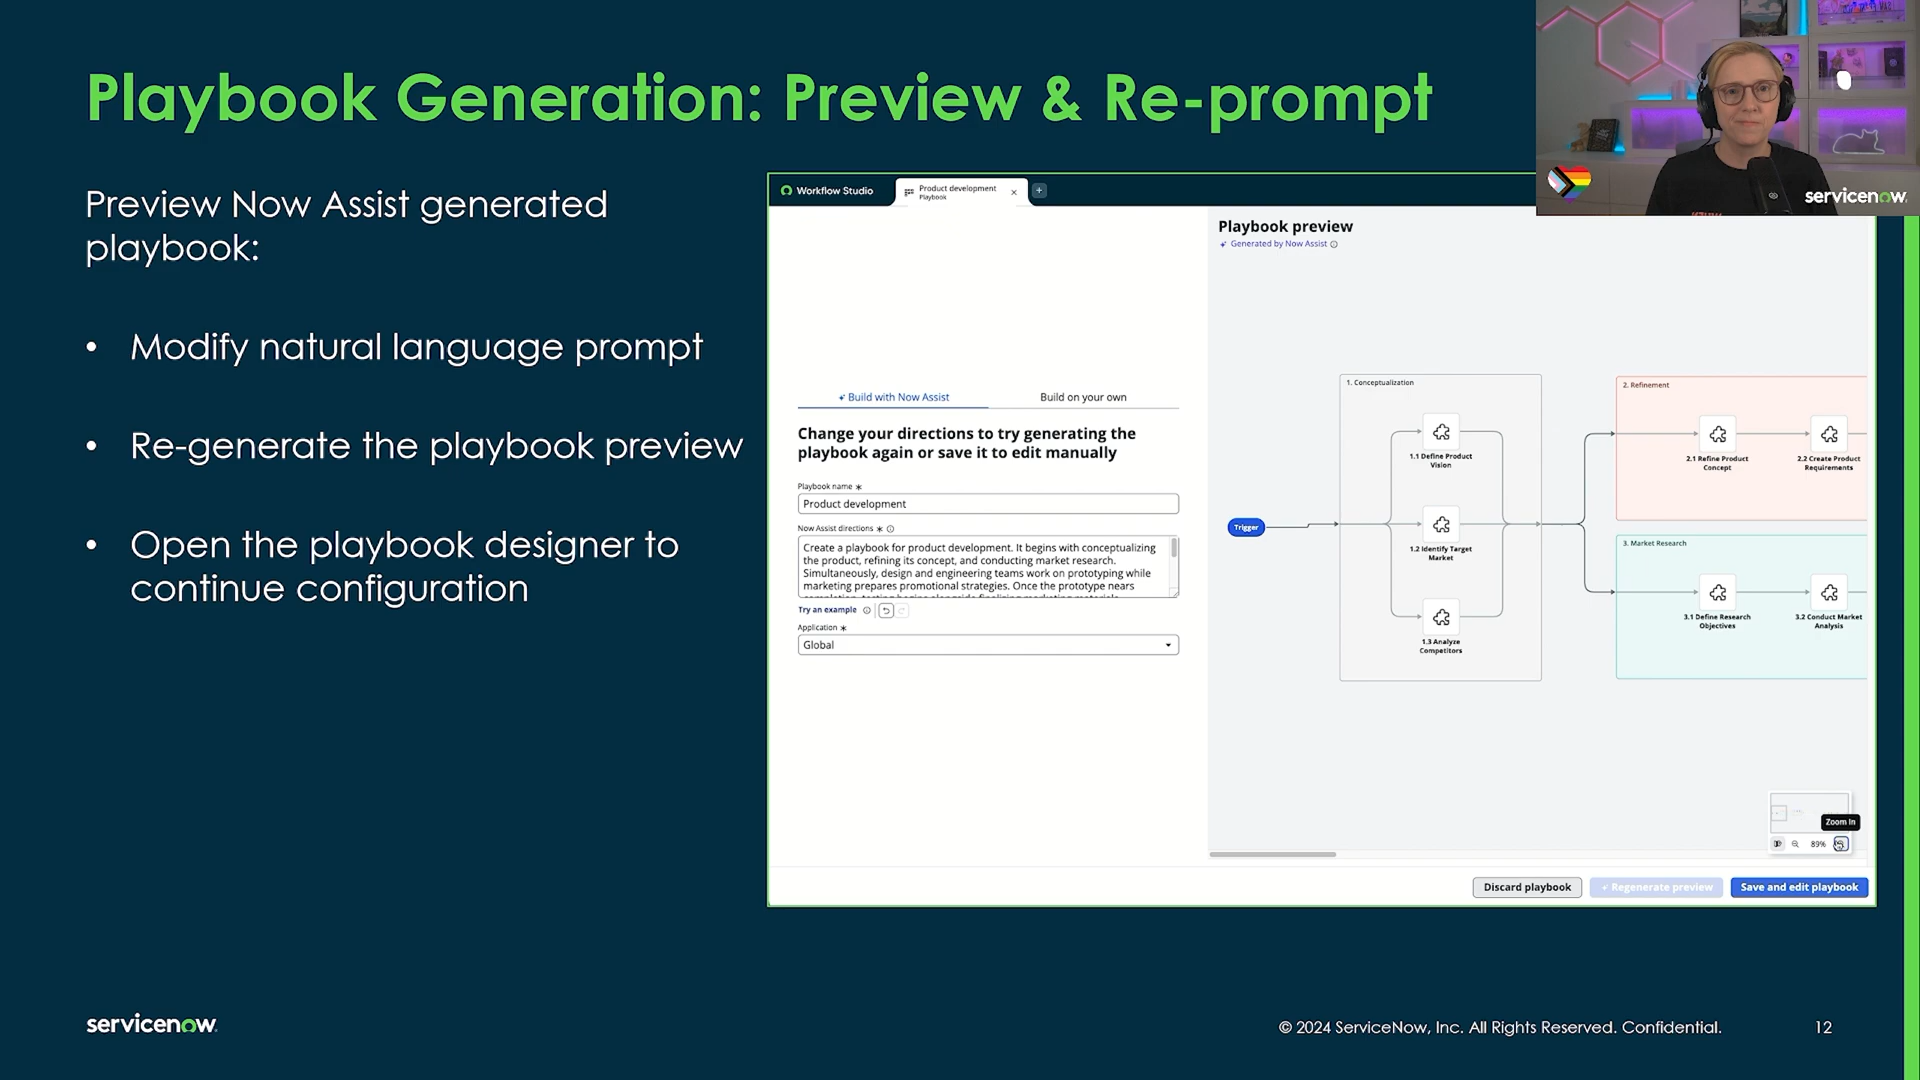 Playbook Generation: Preview & Re-prompt
servicenow
Preview Now Assist generated
playbook:
• Modify natural language prompt
• Re-generate the playbook preview
• Open the playbook designer to
continue configuration
Workflow Studio
Product development
Playbook
Playbook preview
Generated by Now Assist
Build with Now Assist
Build on your own
Change your directions to try generating the
playbook again or save it to edit manually
Playbook name *
Product development
Now Assist directions *
Create a playbook for product development. It begins with conceptualizing
the product, refining its concept, and conducting market research.
Simultaneously, design and engineering teams work on prototyping while
marketing prepares promotional strategies. Once the prototype nears
Try an example
Application *
Global
Trigger
1. Conceptualization
1.1 Define Product
Vision
1.2 Identify Target
Market
1.3 Analyze
Competitors
2. Refinement
2.1 Refine Product
Concept
2.2 Create Product
Requirements
3. Market Research
3.1 Define Research
Objectives
3.2 Conduct Market
Analysis
Zoom In
89%
Discard playbook
Regenerate preview
Save and edit playbook
servicenow
© 2024 ServiceNow, Inc. All Rights Reserved. Confidential.
12